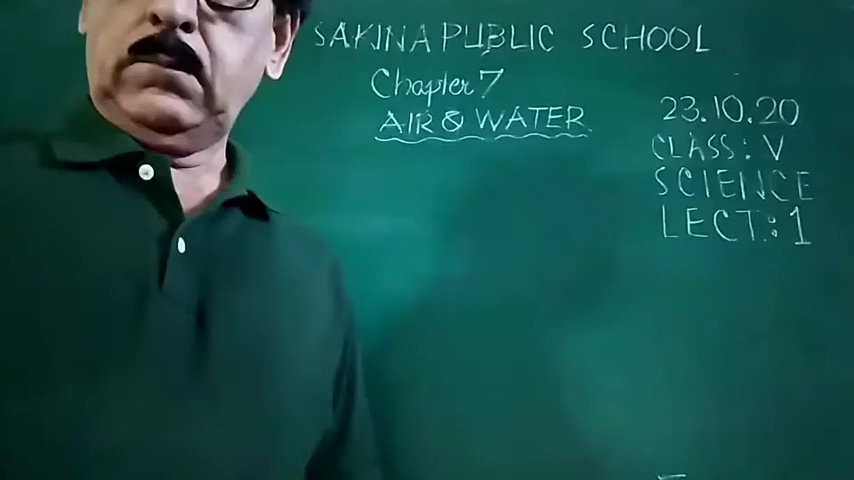 SAKINA PUBLIC SCHOOL
Chapter 7
AIR & WATER
23.10.20
CLASS: V
SCIENCE
LECT.: 1